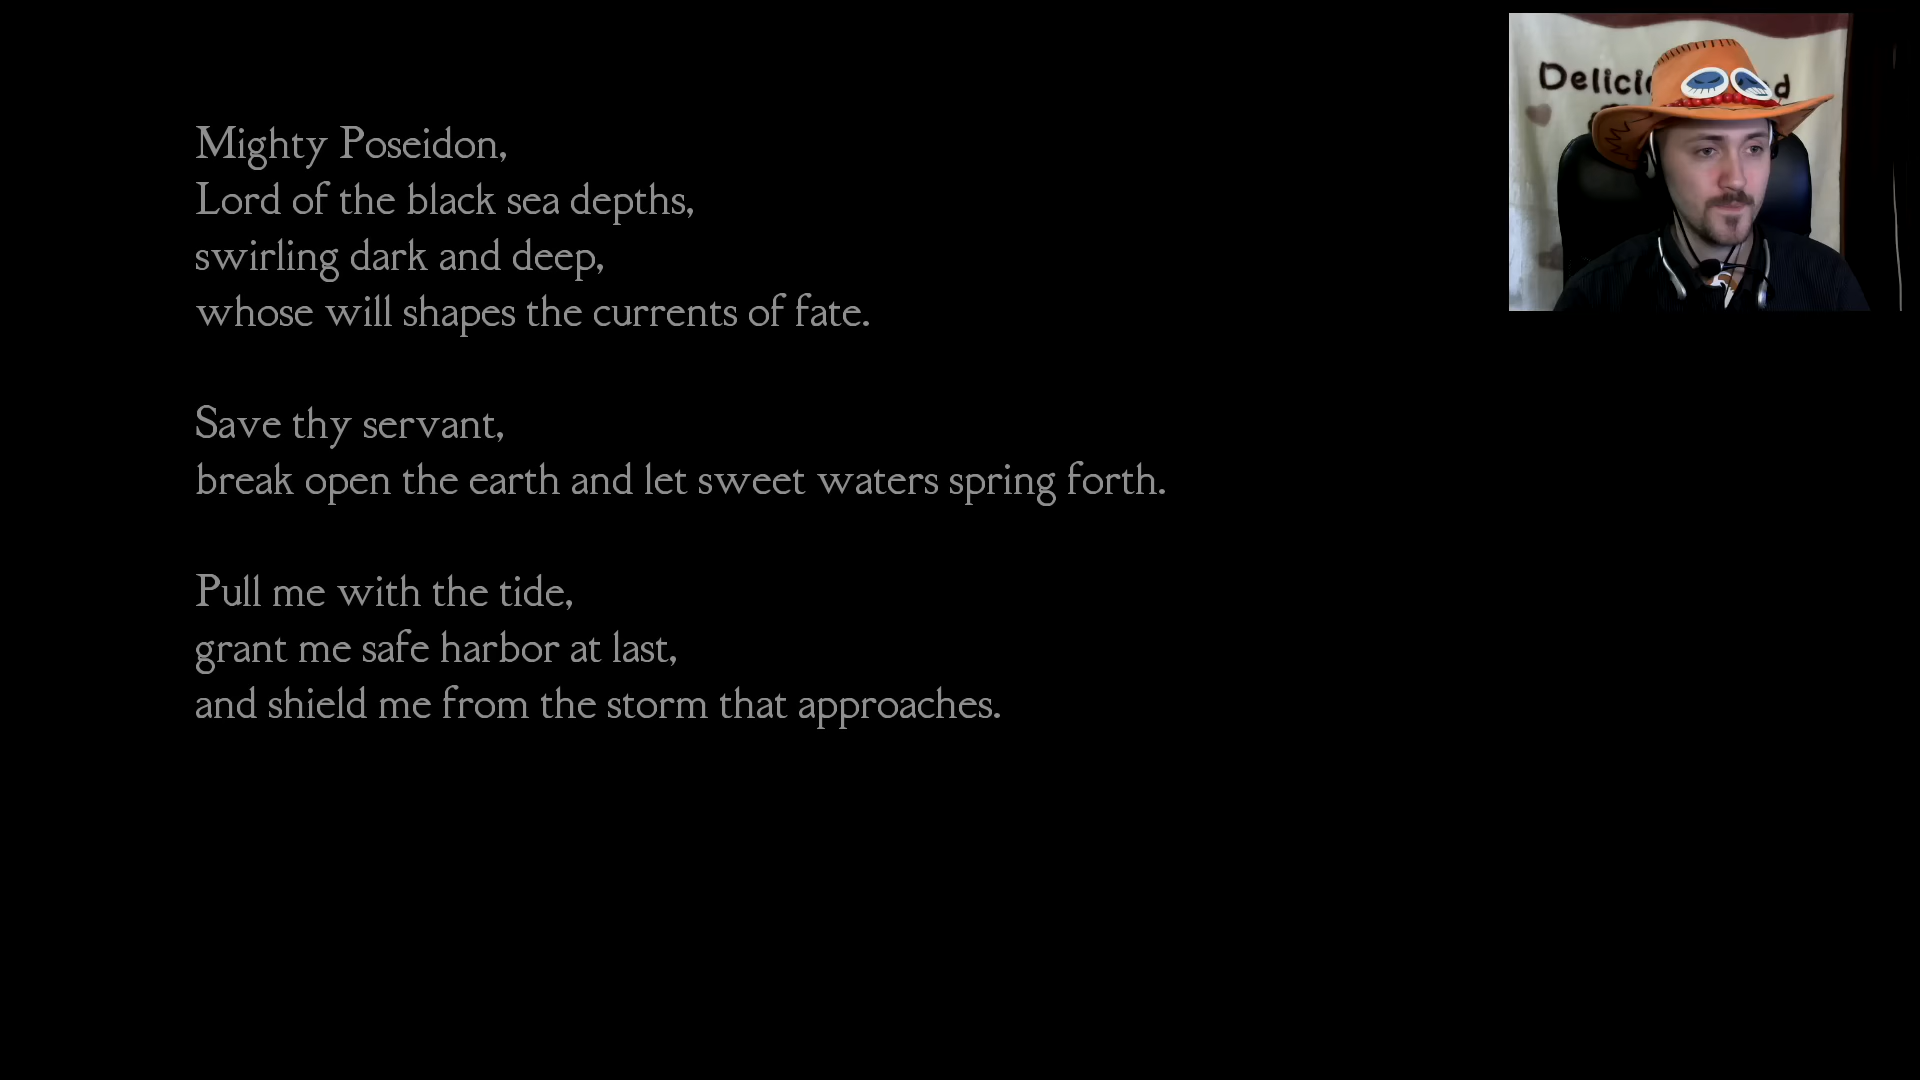 Mighty Poseidon,
Lord of the black sea depths,
swirling dark and deep,
whose will shapes the currents of fate.
Save thy servant,
break open the earth and let sweet waters spring forth.
Pull me with the tide,
grant me safe harbor at last,
and shield me from the storm that approaches.